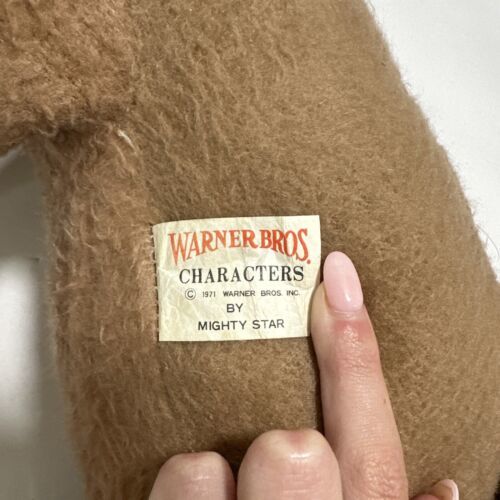 WARNER BROS.
CHARACTERS
© 1971 WARNER BROS. INC.
BY
MIGHTY STAR